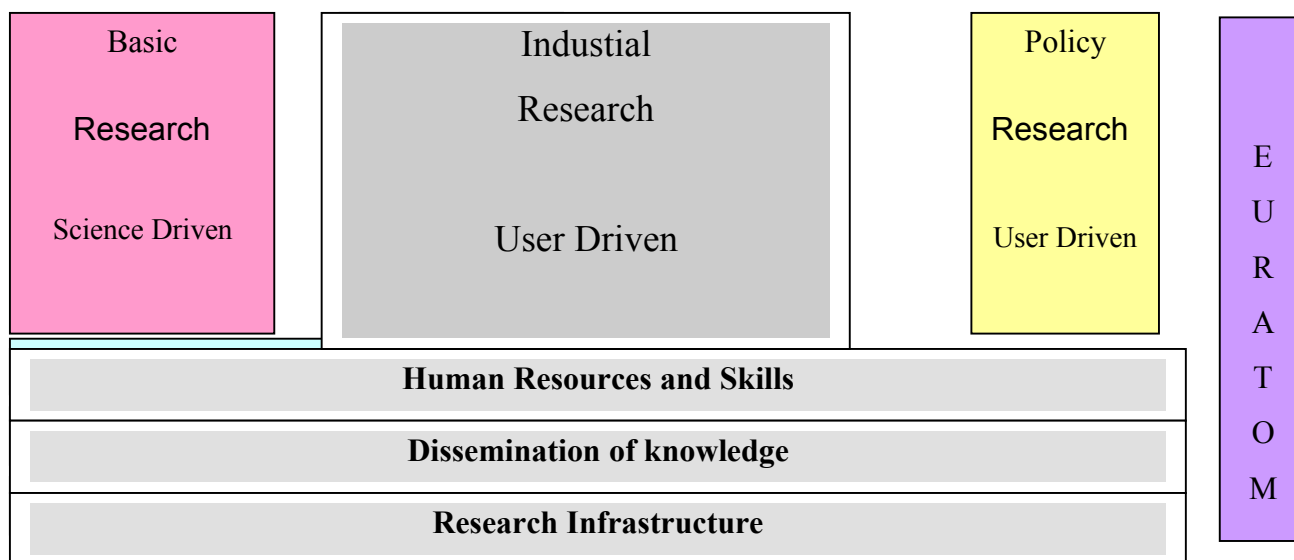 Basic
Research
Science Driven
Industial
Research
User Driven
Policy
Research
User Driven
E
U
R
A
T
O
M
Human Resources and Skills
Dissemination of knowledge
Research Infrastructure